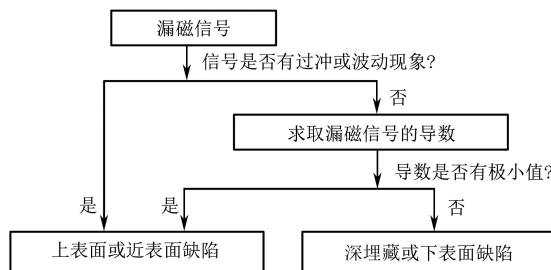 漏磁信号
信号是否有过冲或波动现象?
否
求取漏磁信号的导数
导数是否有极小值?
是
是
否
上表面或近表面缺陷
深埋藏或下表面缺陷